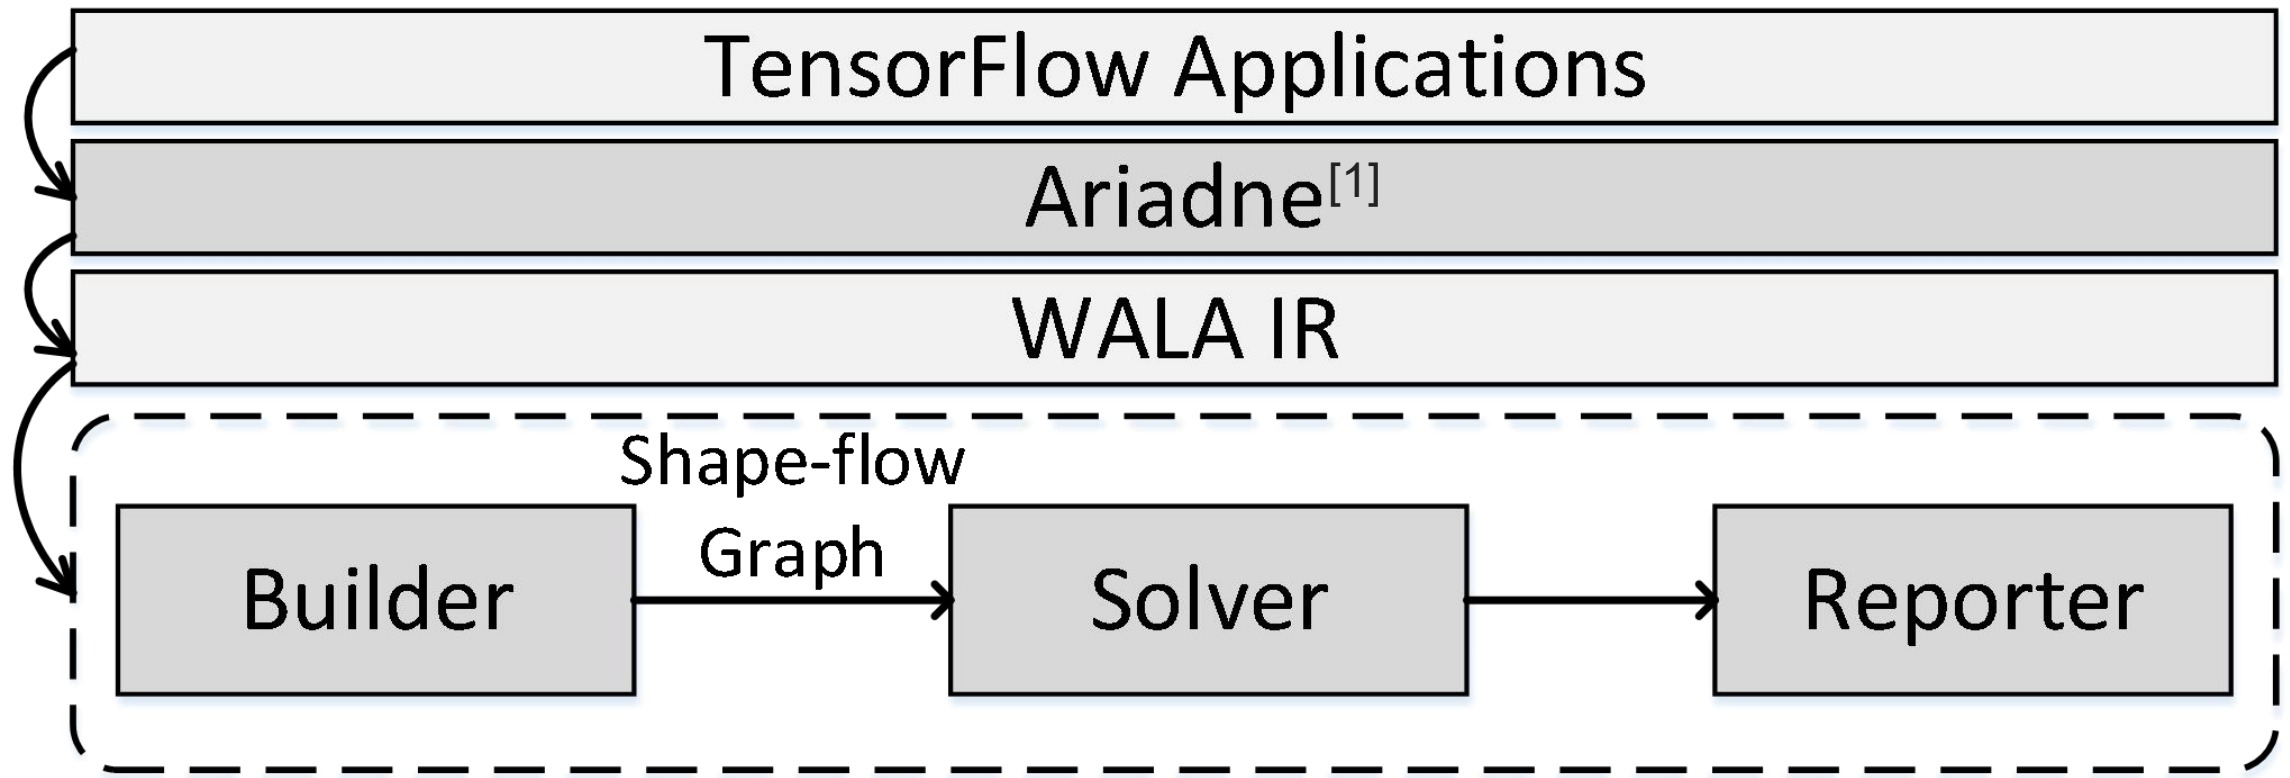 TensorFlow Applications
Ariadne[1]
WALA IR
Shape-flow
Graph
Builder
Solver
Reporter